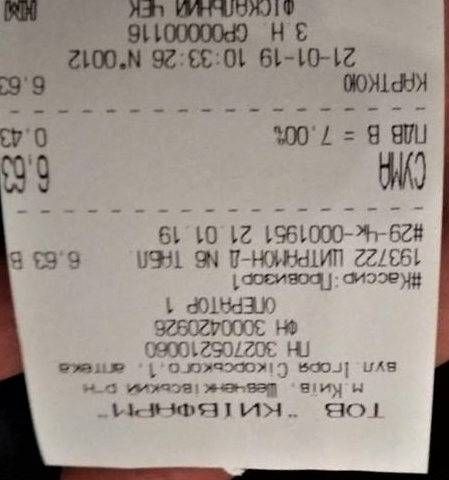 ТОВ "КИЇВФАРМ"
м.Київ, Шевченківський р-н
вул.Ігоря Сікорського,1, аптека
ПН 302705210060
ФН 3000420926
ОПЕРАТОР 1
#Кассир:Провизор1
193722 ЦИТРАМОН-Д N6 ТАБЛ 6.63 В
#29-Чк-0001951 21.01.19
СУМА 6,63
ПДВ В = 7.00% 0.43
КАРТКОЮ 6.63
21-01-19 10:33:26 N°0012
З.Н. СР00000116
ФІСКАЛЬНИЙ ЧЕК